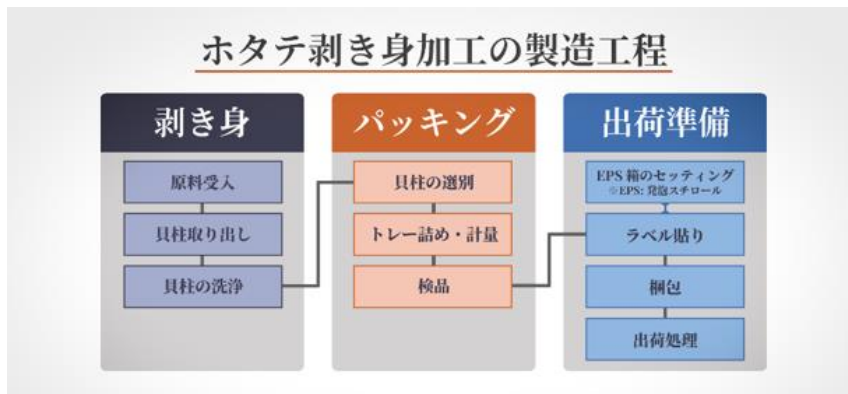 ホタテ剥き身加工の製造工程
剥き身
原料受入
貝柱取り出し
貝柱の洗浄
パッキング
貝柱の選別
トレー詰め・計量
検品
出荷準備
EPS 箱のセッティング
※EPS: 発泡スチロール
ラベル貼り
梱包
出荷処理